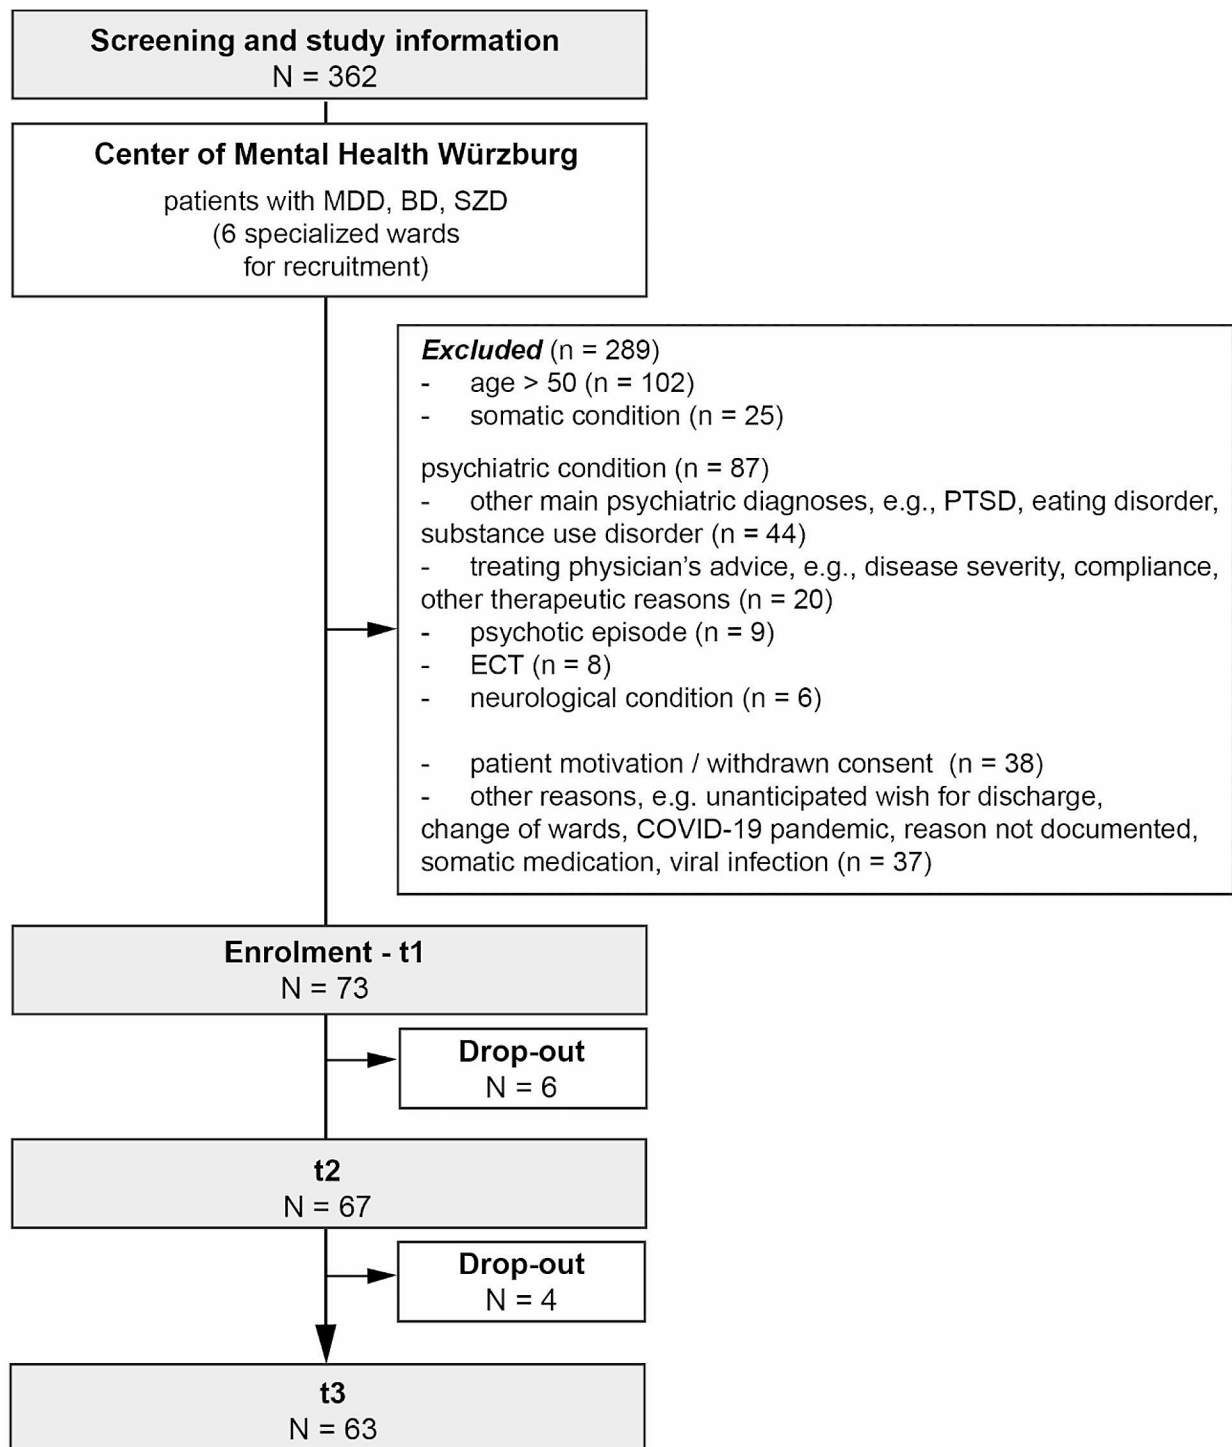 Screening and study information
N = 362
Center of Mental Health Würzburg
patients with MDD, BD, SZD
(6 specialized wards
for recruitment)
Excluded (n = 289)
- age > 50 (n = 102)
- somatic condition (n = 25)
psychiatric condition (n = 87)
- other main psychiatric diagnoses, e.g., PTSD, eating disorder,
substance use disorder (n = 44)
- treating physician's advice, e.g., disease severity, compliance,
other therapeutic reasons (n = 20)
- psychotic episode (n = 9)
- ECT (n = 8)
- neurological condition (n = 6)
- patient motivation / withdrawn consent (n = 38)
- other reasons, e.g. unanticipated wish for discharge,
change of wards, COVID-19 pandemic, reason not documented,
somatic medication, viral infection (n = 37)
Enrolment - t1
N = 73
Drop-out
N = 6
t2
N = 67
Drop-out
N = 4
t3
N = 63